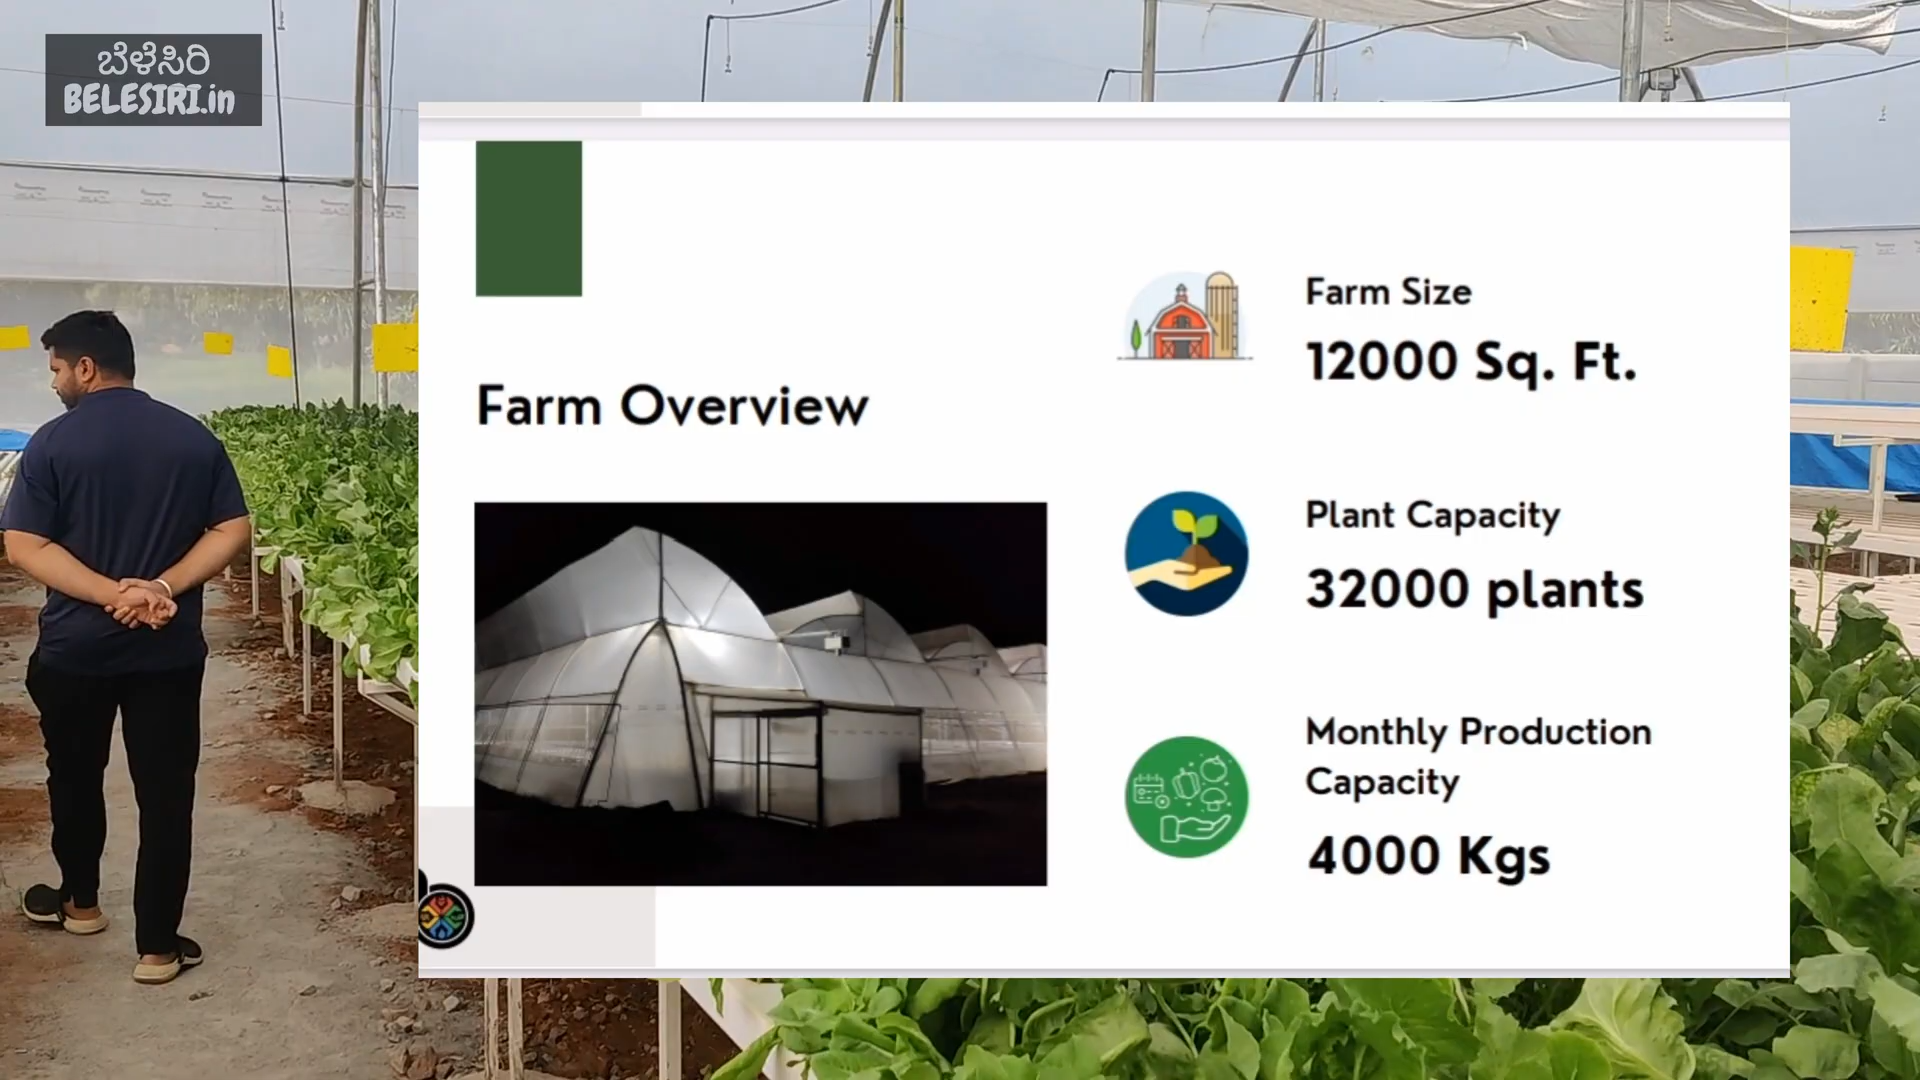 ಬೆಳೆಸಿರಿ
BELESIRI.in
Farm Overview
Farm Size
12000 Sq. Ft.
Plant Capacity
32000 plants
Monthly Production
Capacity
4000 Kgs